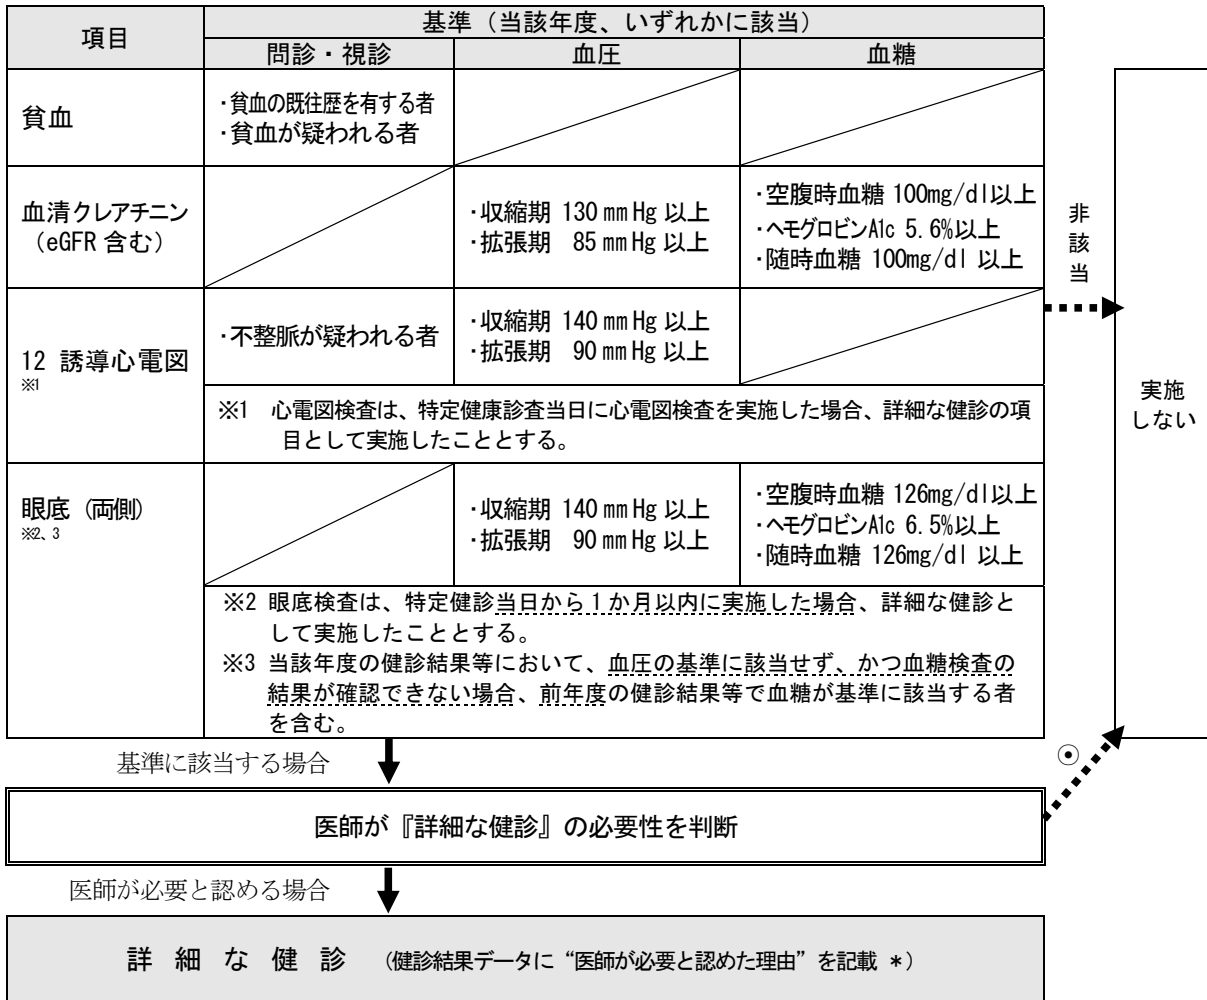 項目
基準（当該年度、いずれかに該当）
問診・視診
血圧
血糖
貧血
・貧血の既往歴を有する者
・貧血が疑われる者
血清クレアチニン
（eGFR 含む）
・収縮期 130 mmHg 以上
・拡張期 85 mmHg 以上
・空腹時血糖 100mg/dl以上
・ヘモグロビンA1c 5.6%以上
・随時血糖 100mg/dl 以上
12 誘導心電図
※1
・不整脈が疑われる者
・収縮期 140 mmHg 以上
・拡張期 90 mmHg 以上
※1 心電図検査は、特定健康診査当日に心電図検査を実施した場合、詳細な健診の項
目として実施したこととする。
眼底（両側）
※2、3
・収縮期 140 mmHg 以上
・拡張期 90 mmHg 以上
・空腹時血糖 126mg/dl以上
・ヘモグロビンA1c 6.5%以上
・随時血糖 126mg/dl 以上
※2 眼底検査は、特定健診当日から1か月以内に実施した場合、詳細な健診と
して実施したこととする。
※3 当該年度の健診結果等において、血圧の基準に該当せず、かつ血糖検査の
結果が確認できない場合、前年度の健診結果等で血糖が基準に該当する者
を含む。
非
該
当
実施
しない
基準に該当する場合
⊙
医師が『詳細な健診』の必要性を判断
医師が必要と認める場合
詳 細 な 健 診 （健診結果データに“医師が必要と認めた理由”を記載 *）